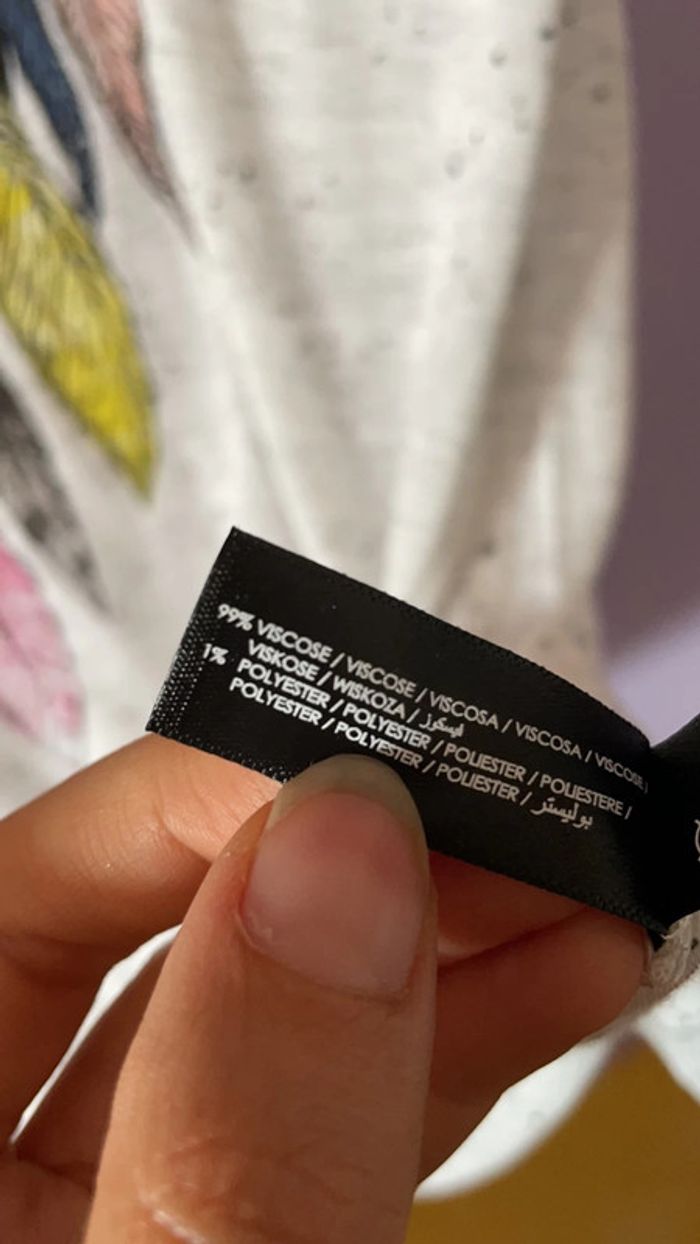 99% VISCOSE / VISCOSE / VISCOSA / VISCOSA / VISCOSE /
VISKOSE / WISKOZA / فيسكوز
1% POLYESTER / POLYESTER / POLIESTER / POLIESTERE /
POLYESTER / POLYESTER / POLIESTER / بوليستر